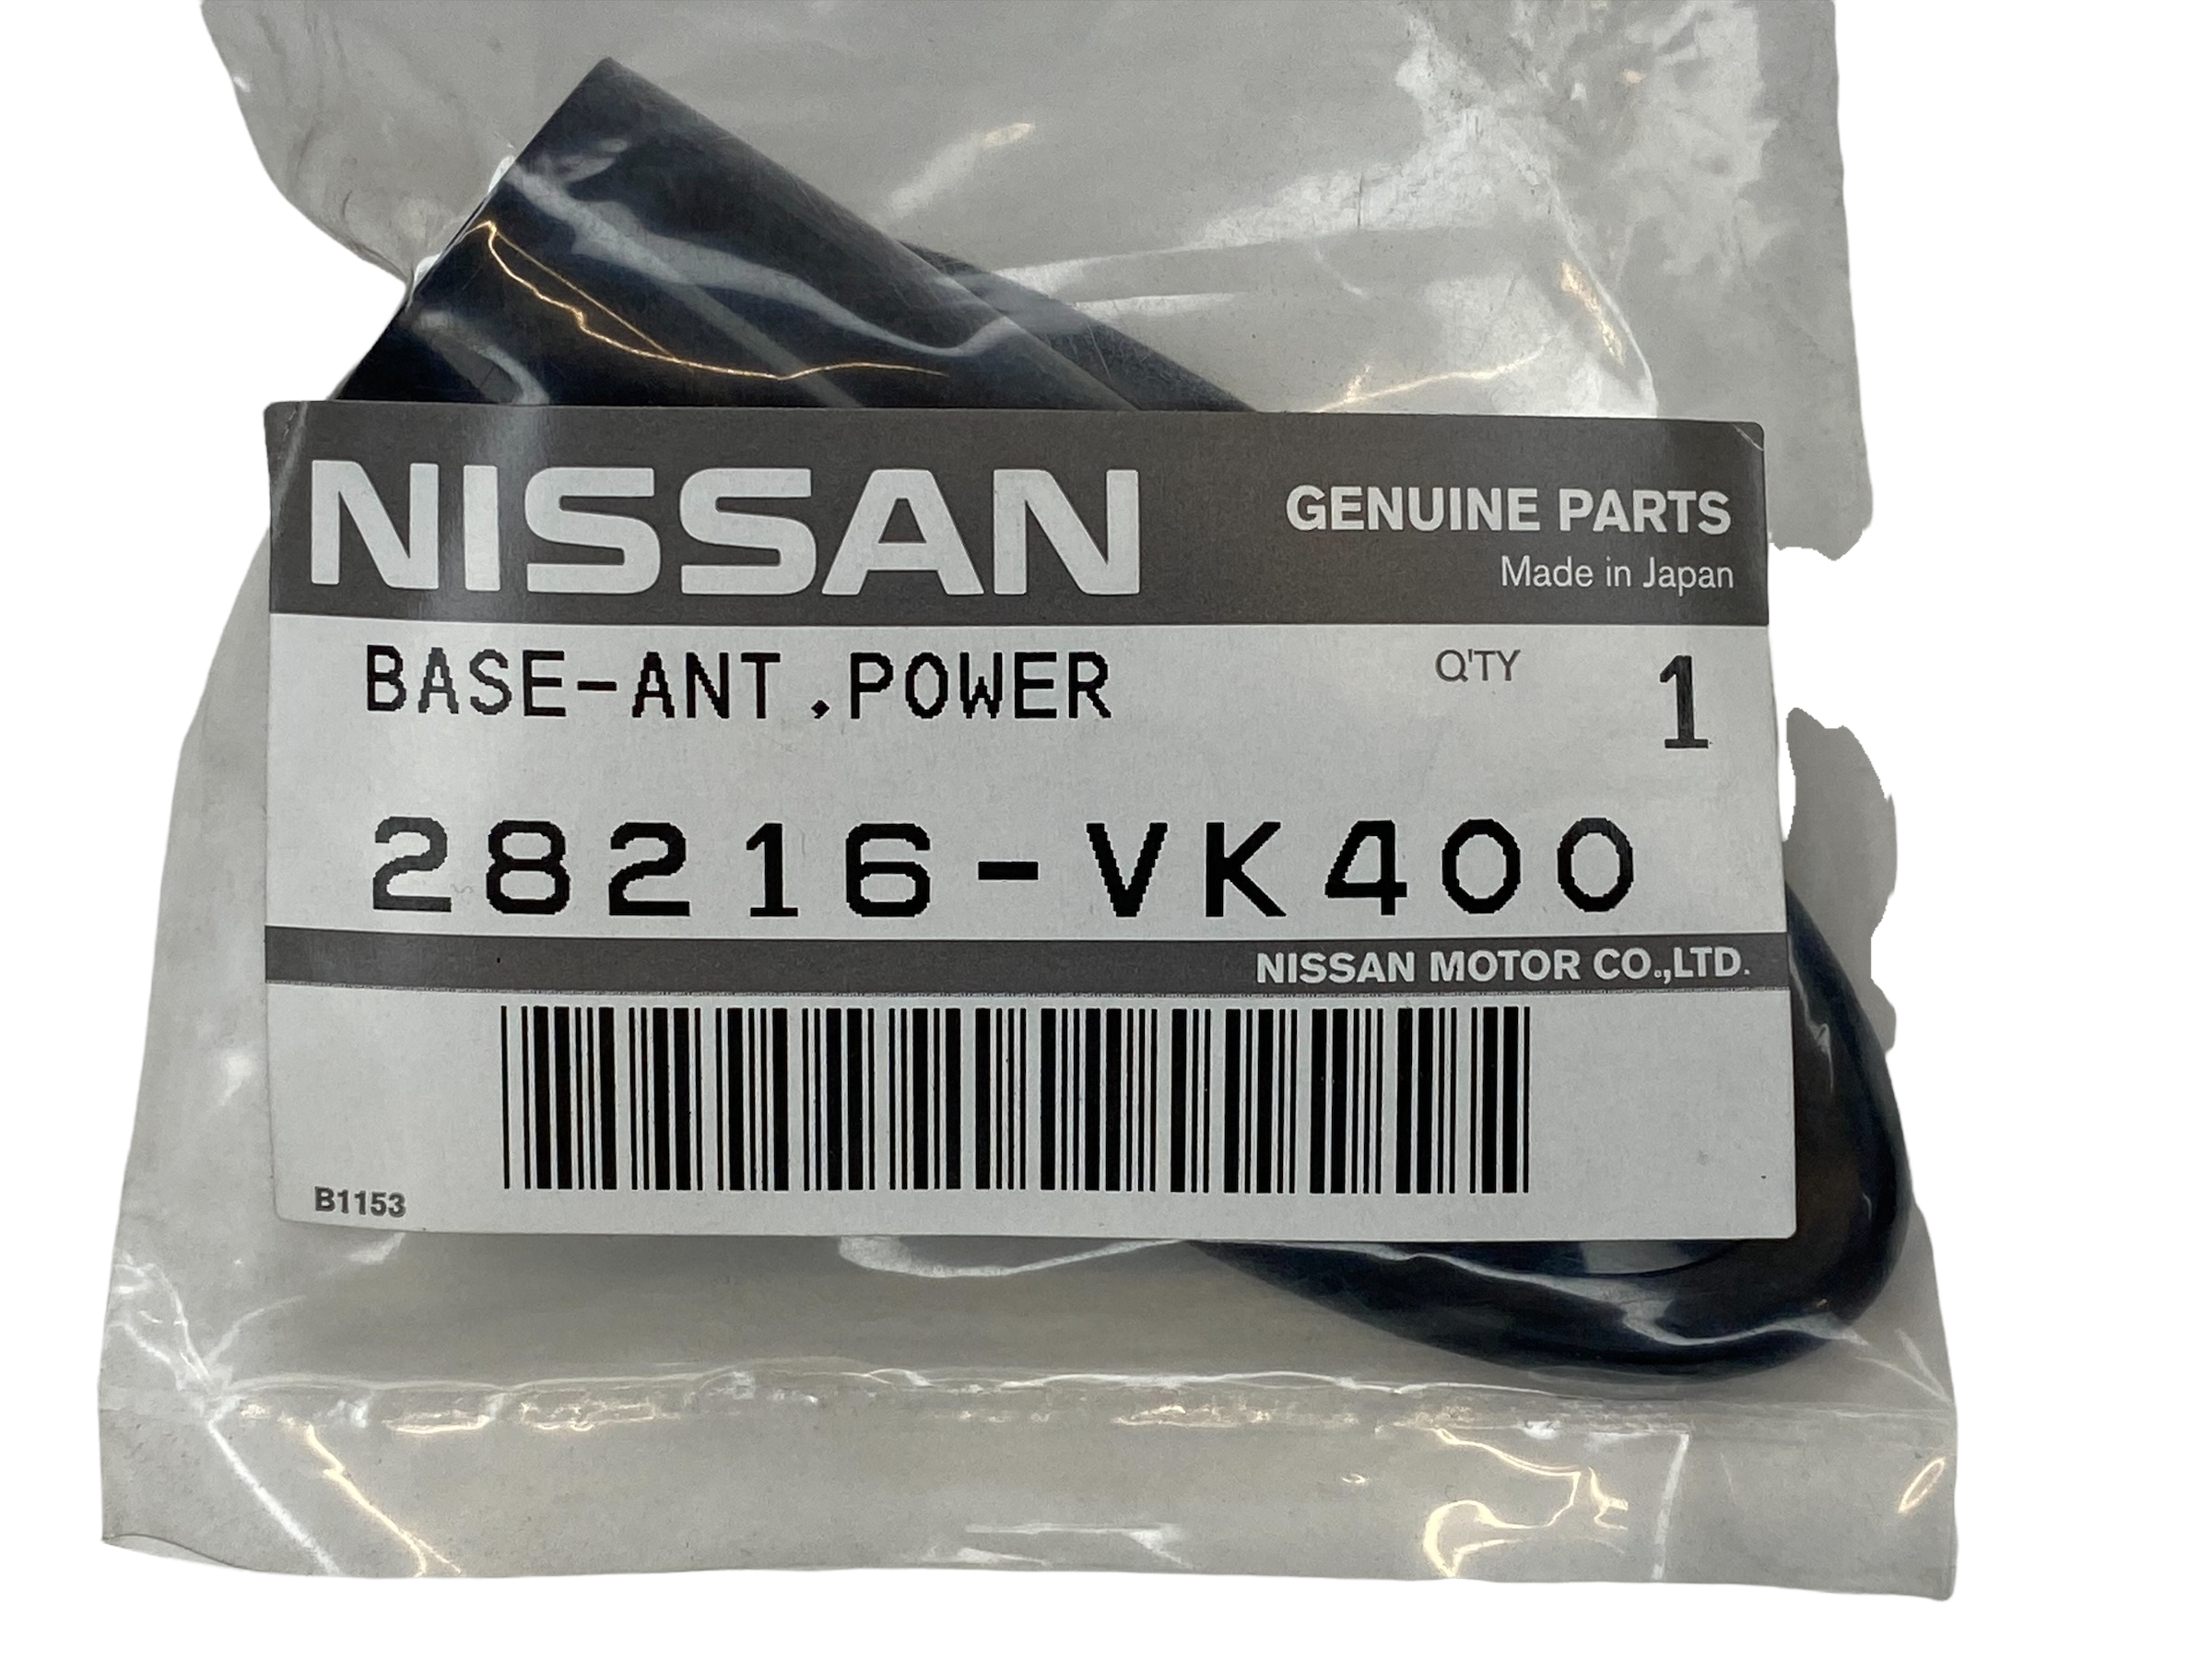 NISSAN
GENUINE PARTS
Made in Japan
BASE-ANT.POWER
Q'TY 1
28216-VK400
NISSAN MOTOR CO.,LTD.
B1153